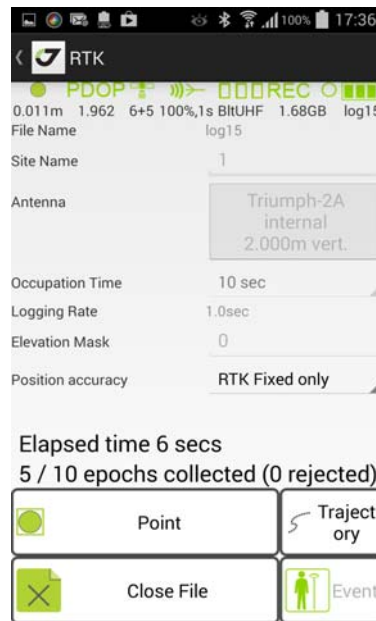 100% 17:36
RTK
PDOP REC
0.011m 1.962 6+5 100%,1s BltUHF 1.68GB log15
File Name log15
Site Name 1
Antenna Triumph-2A
internal
2.000m vert.
Occupation Time 10 sec
Logging Rate 1.0sec
Elevation Mask 0
Position accuracy RTK Fixed only
Elapsed time 6 secs
5 / 10 epochs collected (0 rejected)
Point
Traject
ory
Close File
Event